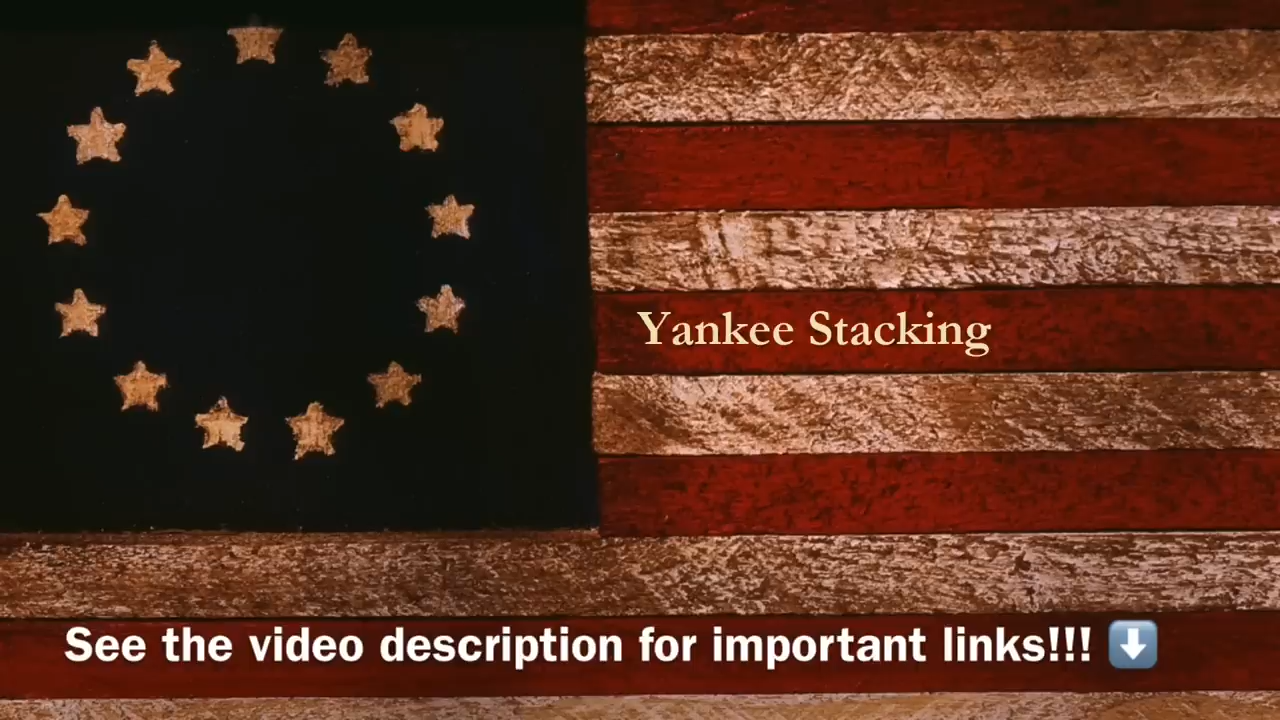 Yankee Stacking
See the video description for important links!!! ⬇️